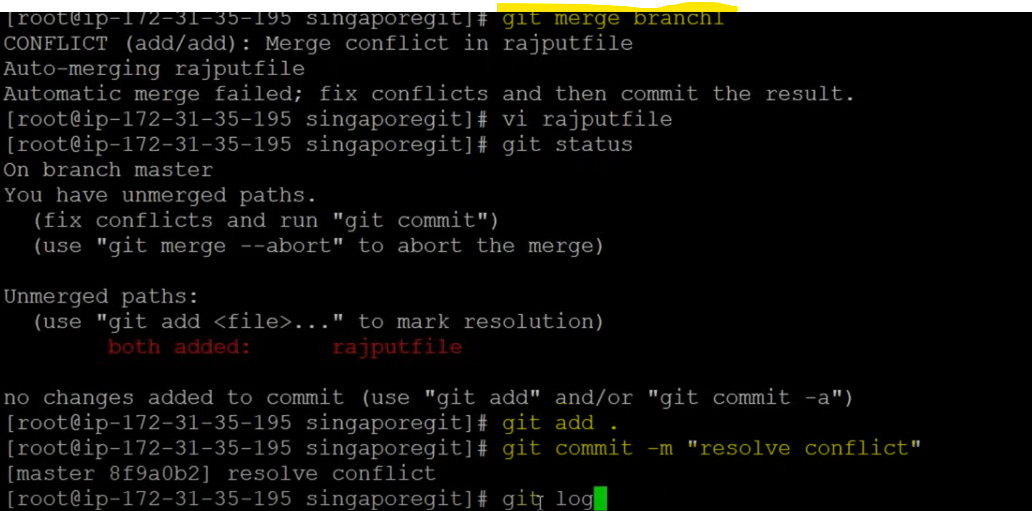 [root@ip-172-31-35-195 singaporegit]# git merge branch1
CONFLICT (add/add): Merge conflict in rajputfile
Auto-merging rajputfile
Automatic merge failed; fix conflicts and then commit the result.
[root@ip-172-31-35-195 singaporegit]# vi rajputfile
[root@ip-172-31-35-195 singaporegit]# git status
On branch master
You have unmerged paths.
  (fix conflicts and run "git commit")
  (use "git merge --abort" to abort the merge)
Unmerged paths:
  (use "git add <file>..." to mark resolution)
        both added:       rajputfile
no changes added to commit (use "git add" and/or "git commit -a")
[root@ip-172-31-35-195 singaporegit]# git add .
[root@ip-172-31-35-195 singaporegit]# git commit -m "resolve conflict"
[master 8f9a0b2] resolve conflict
[root@ip-172-31-35-195 singaporegit]# git log